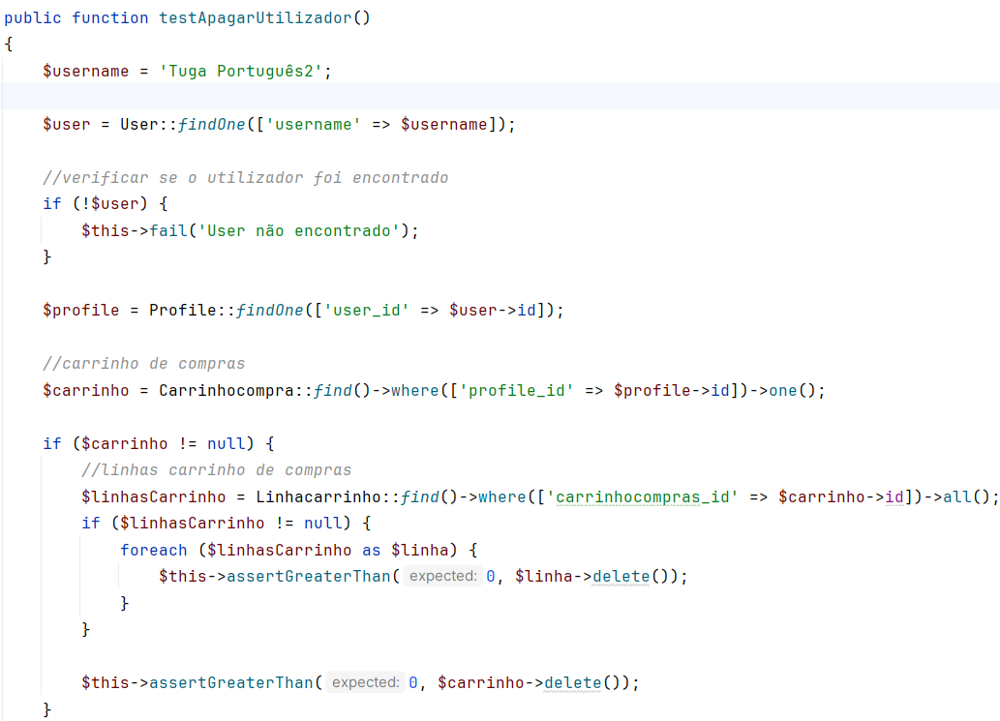 public function testApagarUtilizador()
{
    $username = 'Tuga Português2';

    $user = User::findOne(['username' => $username]);

    //verificar se o utilizador foi encontrado
    if (!$user) {
        $this->fail('User não encontrado');
    }

    $profile = Profile::findOne(['user_id' => $user->id]);

    //carrinho de compras
    $carrinho = Carrinhocompra::find()->where(['profile_id' => $profile->id])->one();

    if ($carrinho != null) {
        //linhas carrinho de compras
        $linhasCarrinho = Linhacarrinho::find()->where(['carrinhocompras_id' => $carrinho->id])->all();
        if ($linhasCarrinho != null) {
            foreach ($linhasCarrinho as $linha) {
                $this->assertGreaterThan( expected: 0, $linha->delete());
            }
        }

        $this->assertGreaterThan( expected: 0, $carrinho->delete());
    }